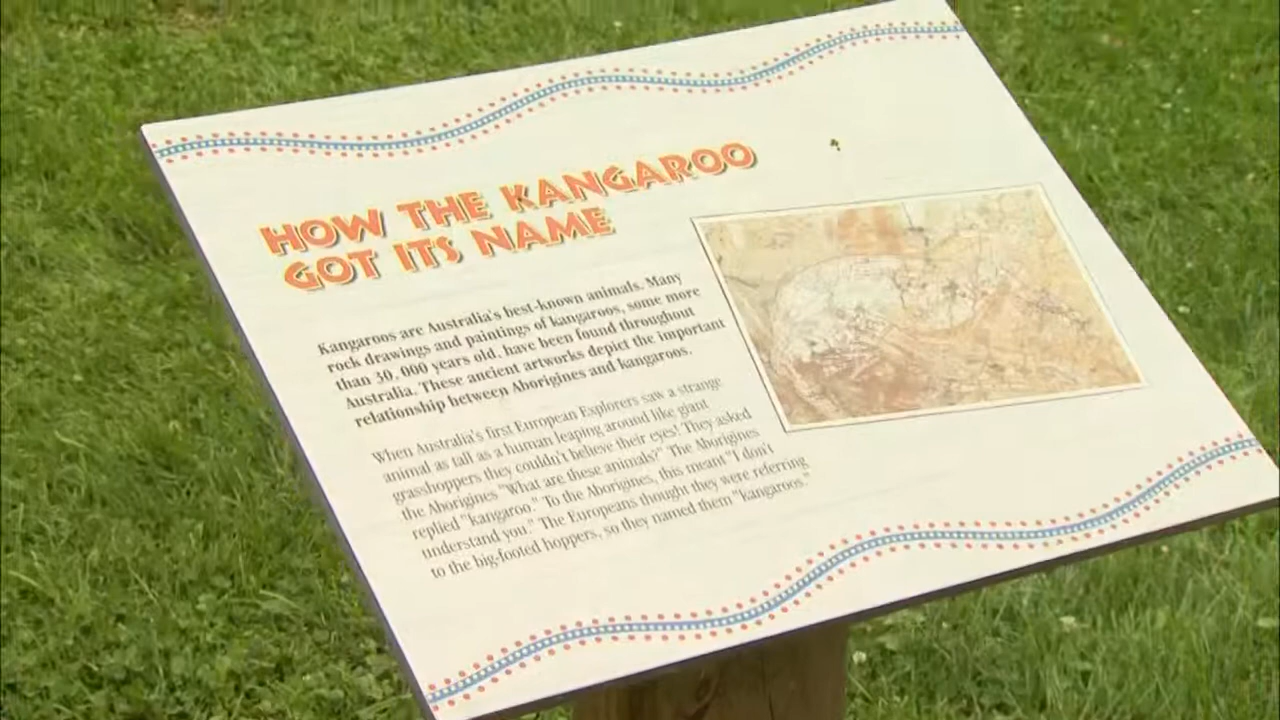 HOW THE KANGAROO
GOT ITS NAME
Kangaroos are Australia's best-known animals. Many
rock drawings and paintings of kangaroos, some more
than 30,000 years old, have been found throughout
Australia. These ancient artworks depict the important
relationship between Aborigines and kangaroos.
When Australia's first European Explorers saw a strange
animal as tall as a human leaping around like giant
grasshoppers they couldn't believe their eyes! They asked
the Aborigines "What are these animals?" The Aborigines
replied "kangaroo." To the Aborigines, this meant "I don't
understand you." The Europeans thought they were referring
to the big-footed hoppers, so they named them "kangaroos."